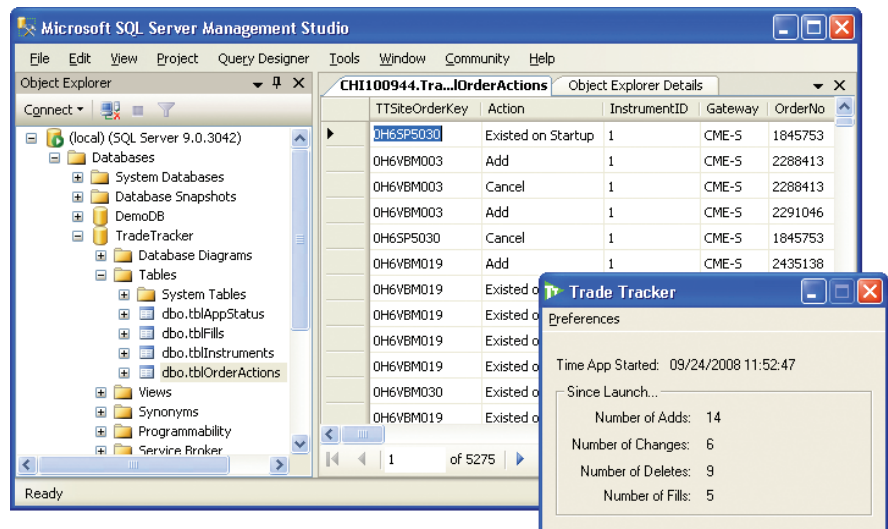 Microsoft SQL Server Management Studio
File Edit View Project Query Designer Tools Window Community Help
Object Explorer
Connect
(local) (SQL Server 9.0.3042)
Databases
System Databases
Database Snapshots
DemoDB
TradeTracker
Database Diagrams
Tables
System Tables
dbo.tblAppStatus
dbo.tblFills
dbo.tblInstruments
dbo.tblOrderActions
Views
Synonyms
Programmability
Service Broker
CHI100944.Tra...lOrderActions Object Explorer Details
TTSiteOrderKey Action InstrumentID Gateway OrderNo
0H6SP5030 Existed on Startup 1 CME-S 1845753
0H6VBM003 Add 1 CME-S 2288413
0H6VBM003 Cancel 1 CME-S 2288413
0H6VBM003 Add 1 CME-S 2291046
0H6SP5030 Cancel 1 CME-S 1845753
0H6VBM019 Add 1 CME-S 2435138
0H6VBM019 Existed o
0H6VBM019 Existed o
0H6VBM019 Existed o
0H6VBM019 Existed o
0H6VBM030 Existed o
0H6VBM019 Existed o
1 of 5275
Ready
Trade Tracker
Preferences
Time App Started: 09/24/2008 11:52:47
Since Launch...
Number of Adds: 14
Number of Changes: 6
Number of Deletes: 9
Number of Fills: 5